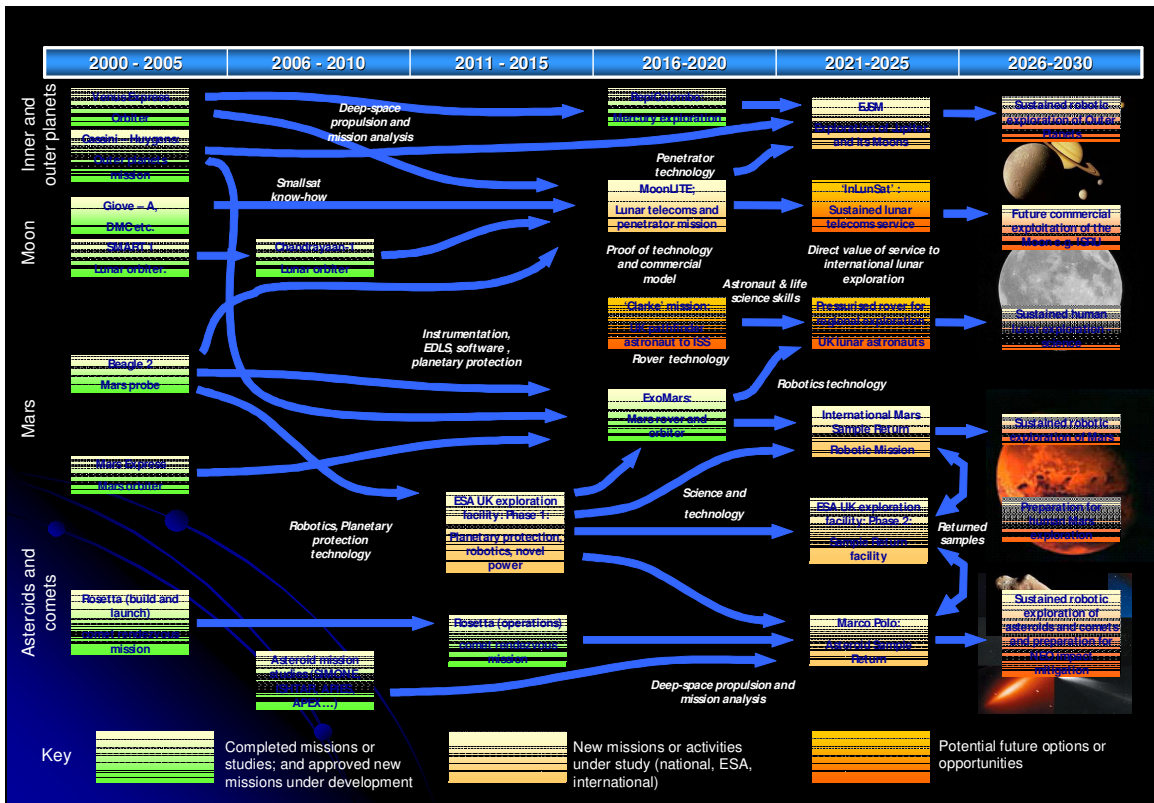 2000 - 2005
2006 - 2010
2011 - 2015
2016-2020
2021-2025
2026-2030
Inner and
outer planets
Moon
Mars
Asteroids and
comets
Venus Express
Orbiter
Cassini – Huygens:
Outer planets
mission
Giove – A,
DMC etc.
SMART 1
Lunar orbiter.
Chandrayaan-1
Lunar orbiter
Deep-space
propulsion and
mission analysis
Smallsat
know-how
BepiColombo:
Mercury exploration
EJSM
and its Moons
Sustained robotic
exploration of Outer
Planets
Penetrator
technology
MoonLITE;
Lunar telecoms and
penetrator mission
‘InLunSat’ :
Sustained lunar
telecoms service
Future commercial
exploitation of the
Moon e.g. ISRU
Proof of technology
and commercial
model
Direct value of service to
international lunar
exploration
Astronaut & life
science skills
‘Clarke’ mission:
astronaut to ISS
Pressurised rover for
UK lunar astronauts
Sustained human
science
Rover technology
Robotics technology
Instrumentation,
EDLS, software ,
planetary protection
Beagle 2
Mars probe
Mars Express
Mars orbiter
ExoMars:
Mars rover and
orbiter
International Mars
Sample Return
Robotic Mission
Sustained robotic
exploration of Mars
ESA UK exploration
facility: Phase 1:
Planetary protection,
robotics, novel
power
Science and
technology
ESA UK exploration
facility: Phase 2:
facility
Returned
samples
Preparation for
human Mars
exploration
Robotics, Planetary
protection
technology
Rosetta (build and
launch)
mission
Rosetta (operations)
mission
Asteroid mission
APEX…)
Marco Polo:
Asteroid Sample
Return
Sustained robotic
exploration of
asteroids and comets
and preparation for
NEO impact
mitigation
Deep-space propulsion and
mission analysis
Key
Completed missions or
studies; and approved new
missions under development
New missions or activities
under study (national, ESA,
international)
Potential future options or
opportunities